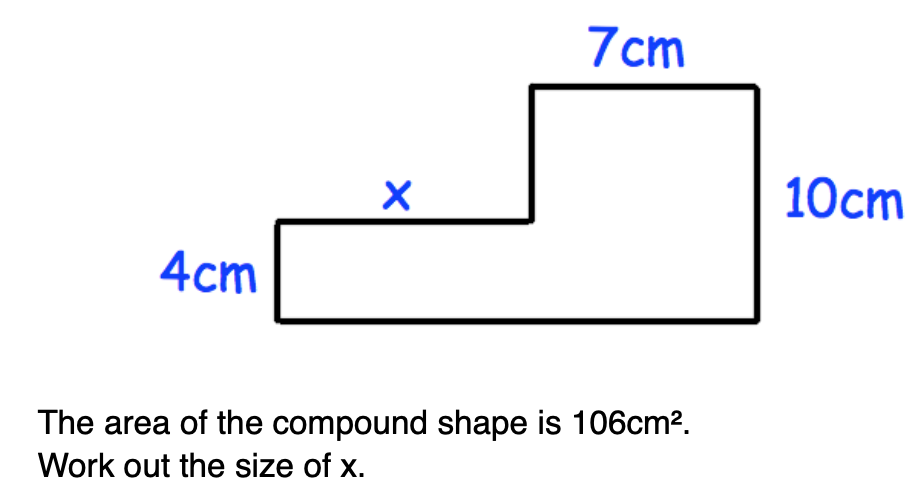 7cm
x
10cm
4cm
The area of the compound shape is 106cm².
Work out the size of x.